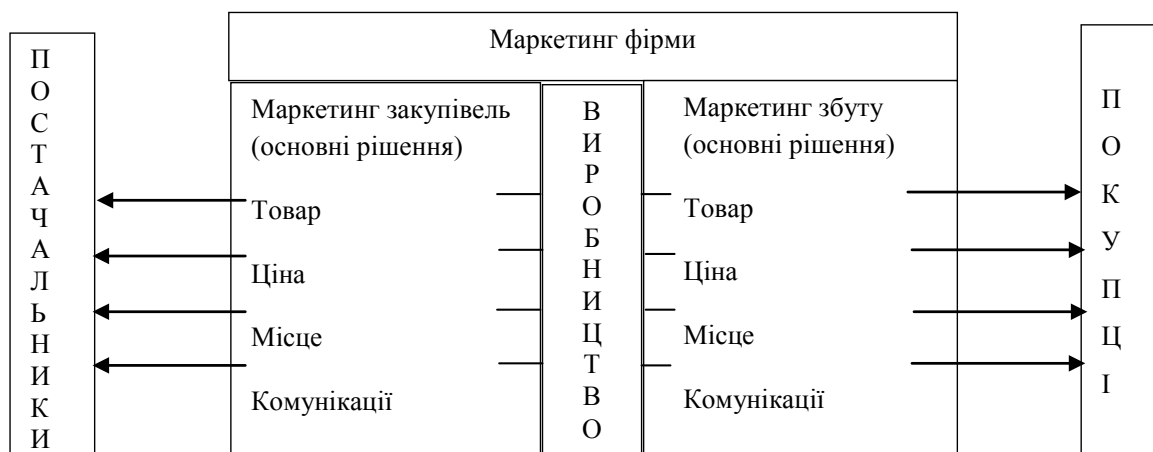 Маркетинг фірми
ПОСТАЧАЛЬНИКИ
Маркетинг закупівель
(основні рішення)
Товар
Ціна
Місце
Комунікації
ВИРОБНИЦТВО
Маркетинг збуту
(основні рішення)
Товар
Ціна
Місце
Комунікації
ПОКУПЦІ